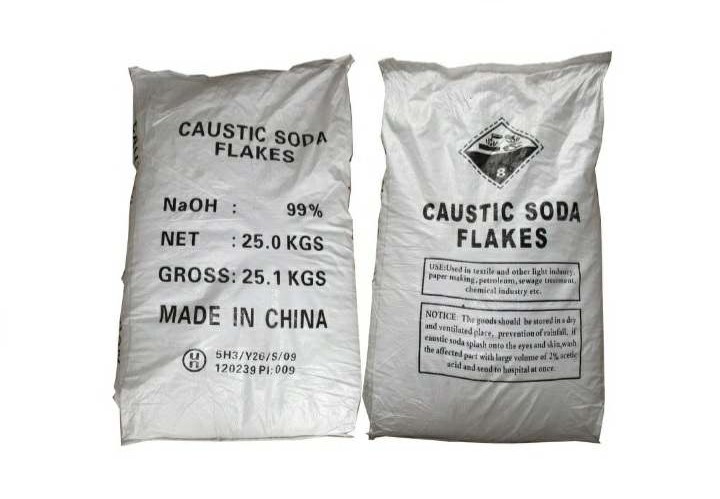 CAUSTIC SODA
FLAKES
NaOH : 99%
NET : 25.0 KGS
GROSS: 25.1 KGS
MADE IN CHINA
un 5H3/Y26/S/09
120239 PI:009
8
CAUSTIC SODA
FLAKES
USE:Used in textile and other light industry,
paper making, petroleum, sewage treatment,
chemical industry etc.
NOTICE: The goods should be stored in a dry
and ventilated place, prevention of rainfall, if
caustic soda splash onto the eyes and skin,wash
the affected part with large volume of 2% acetic
acid and send to hospital at once.